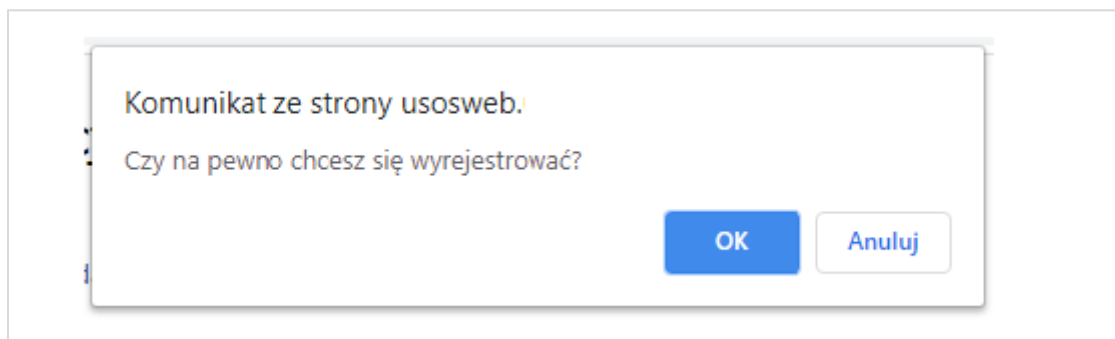 Komunikat ze strony usosweb.
Czy na pewno chcesz się wyrejestrować?
OK
Anuluj